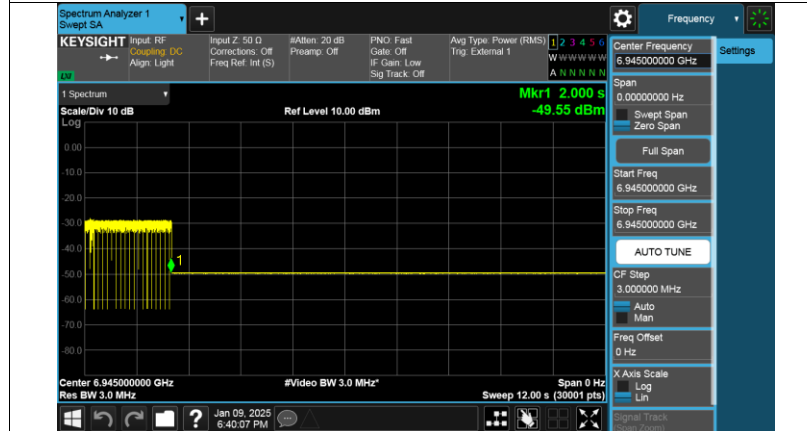 Spectrum Analyzer 1
Swept SA
+
Frequency
KEYSIGHT
Input: RF
Coupling: DC
Align: Light
Input Z: 50 Ω
Corrections: Off
Freq Ref: Int (S)
#Atten: 20 dB
Preamp: Off
PNO: Fast
Gate: Off
IF Gain: Low
Sig Track: Off
Avg Type: Power (RMS)
Trig: External 1
1 2 3 4 5 6
W W W W W W
A N N N N N
LXI
1 Spectrum
Scale/Div 10 dB
Ref Level 10.00 dBm
Mkr1 2.000 s
-49.55 dBm
Log
0.00
-10.0
-20.0
-30.0
-40.0
-50.0
-60.0
-70.0
-80.0
1
Center 6.945000000 GHz
#Video BW 3.0 MHz*
Span 0 Hz
Res BW 3.0 MHz
Sweep 12.00 s (30001 pts)
?
Jan 09, 2025
6:40:07 PM
Center Frequency
6.945000000 GHz
Settings
Span
0.00000000 Hz
Swept Span
Zero Span
Full Span
Start Freq
6.945000000 GHz
Stop Freq
6.945000000 GHz
AUTO TUNE
CF Step
3.000000 MHz
Auto
Man
Freq Offset
0 Hz
X Axis Scale
Log
Lin
Signal Track
(Span Zoom)